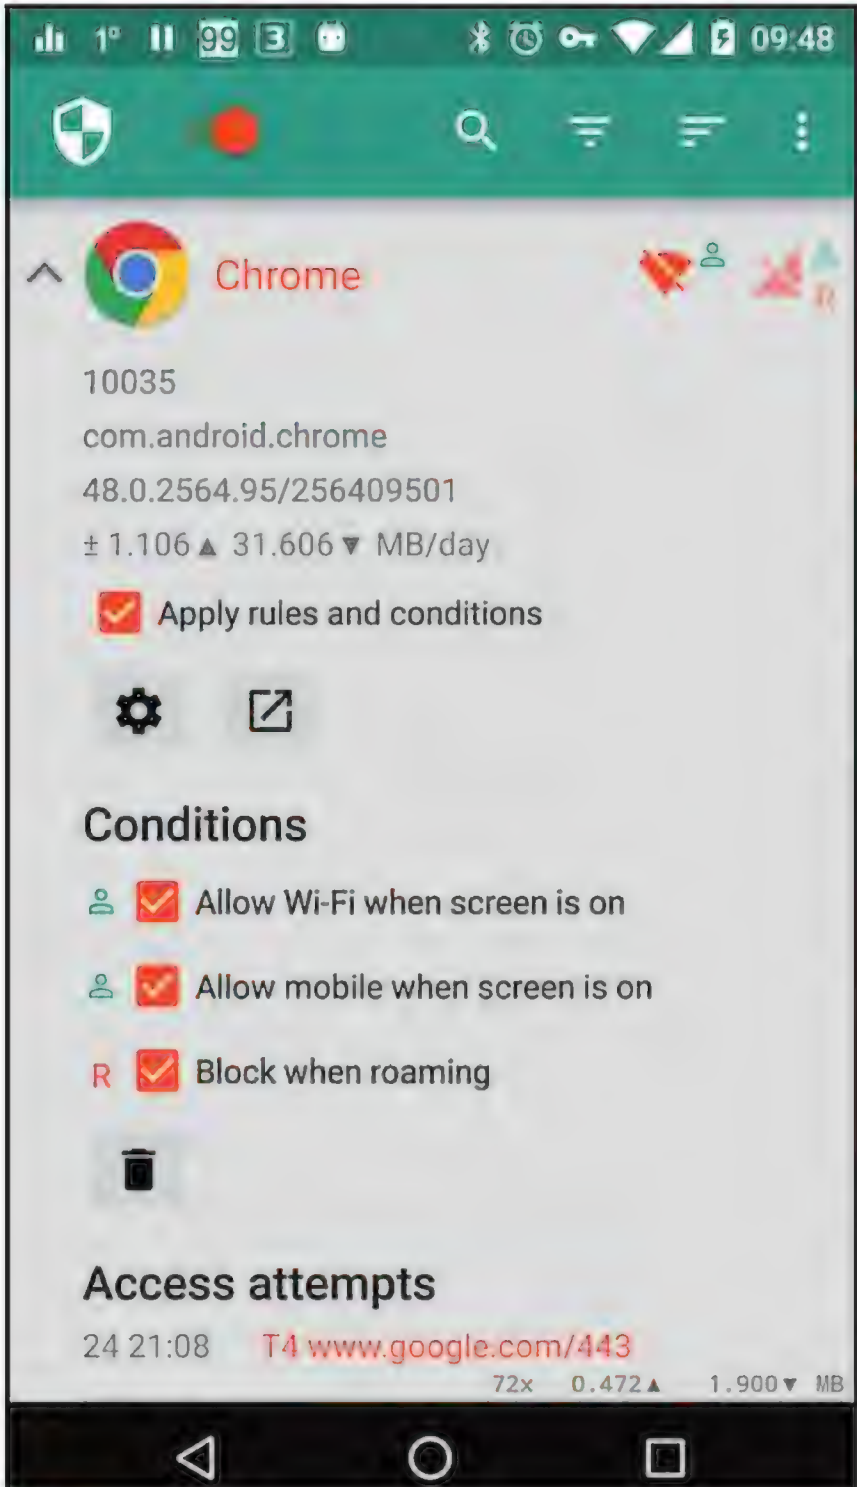 1° 99 3 09:48
Chrome R
10035
com.android.chrome
48.0.2564.95/256409501
± 1.106▲ 31.606▼ MB/day
Apply rules and conditions
Conditions
Allow Wi-Fi when screen is on
Allow mobile when screen is on
R Block when roaming
Access attempts
24 21:08 T4 www.google.com/443
72x 0.472▲ 1.900▼ MB